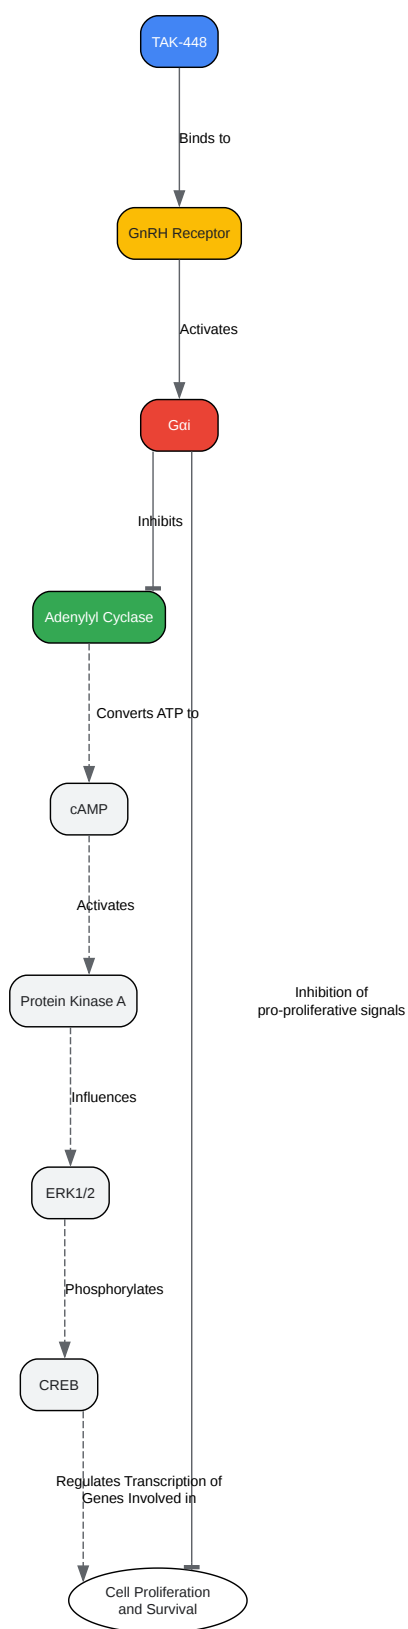 TAK-448
Binds to
GnRH Receptor
Activates
Gαi
Inhibits
Adenylyl Cyclase
Converts ATP to
cAMP
Activates
Protein Kinase A
Inhibition of
pro-proliferative signals
Influences
ERK1/2
Phosphorylates
CREB
Regulates Transcription of
Genes Involved in
Cell Proliferation
and Survival